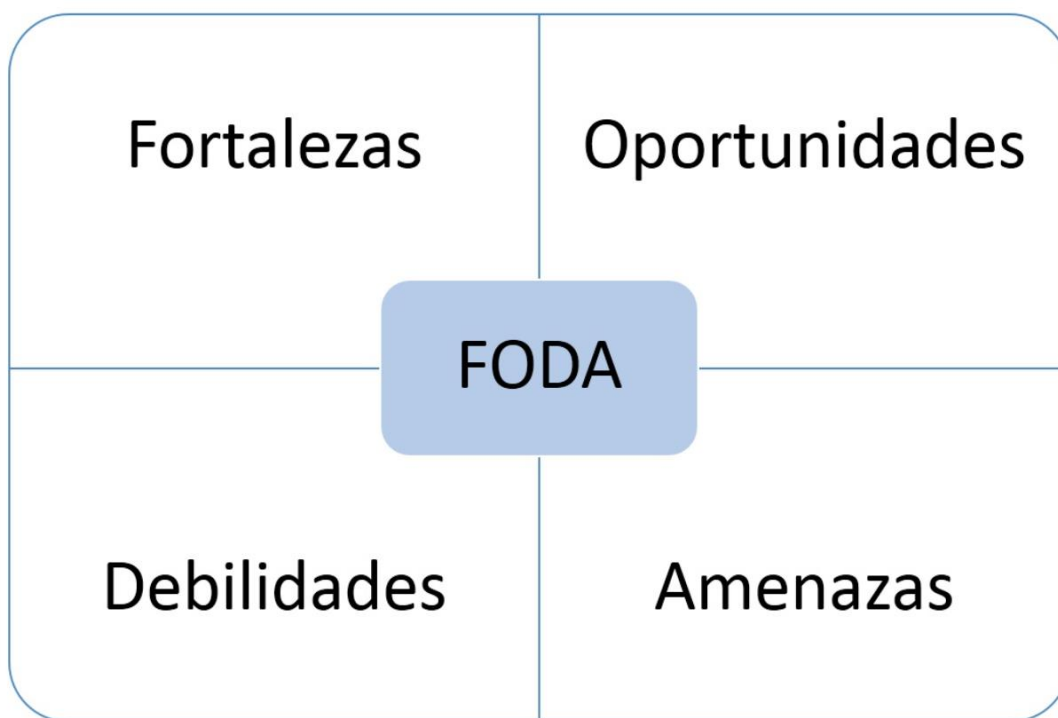 Fortalezas
Oportunidades
FODA
Debilidades
Amenazas